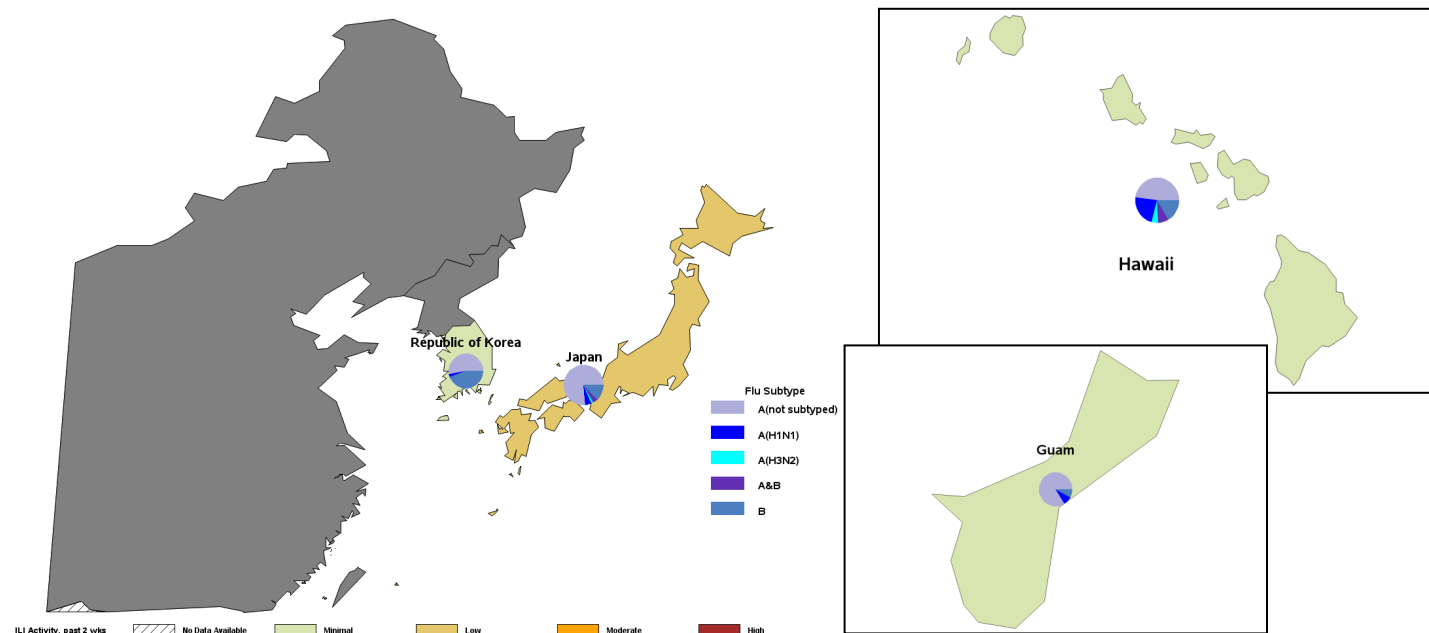 Hawaii
Republic of Korea
Japan
Flu Subtype
A(not subtyped)
A(H1N1)
A(H3N2)
A&B
B
Guam
ILI Activity, past 2 wks No Data Available Minimal Low Moderate High